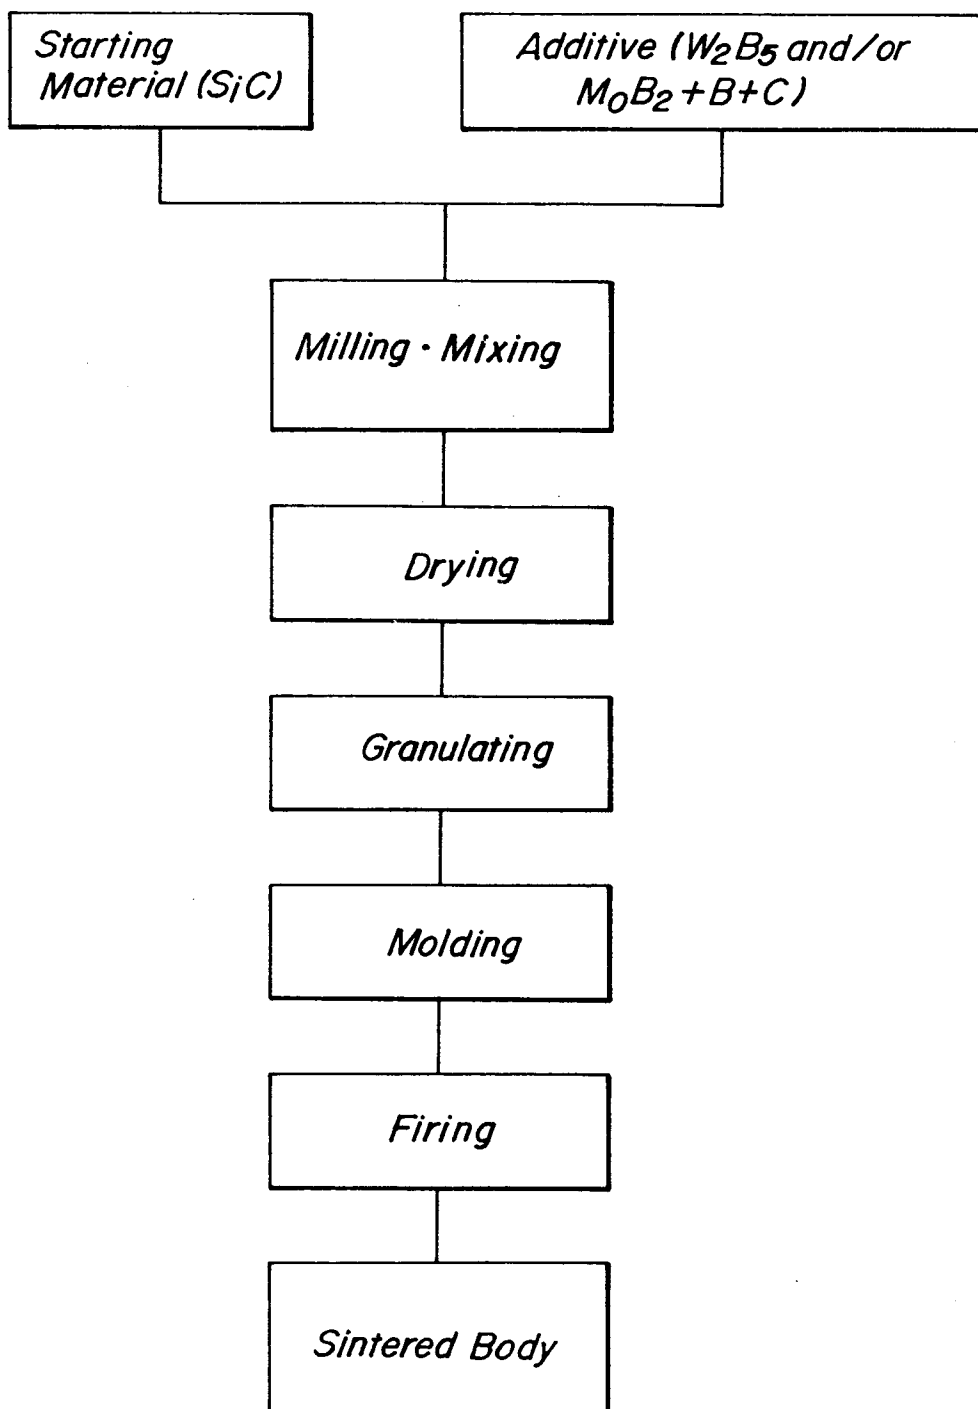 Starting
Material (SiC)
Additive (W₂B₅ and/or
MoB₂+B+C)
Milling · Mixing
Drying
Granulating
Molding
Firing
Sintered Body